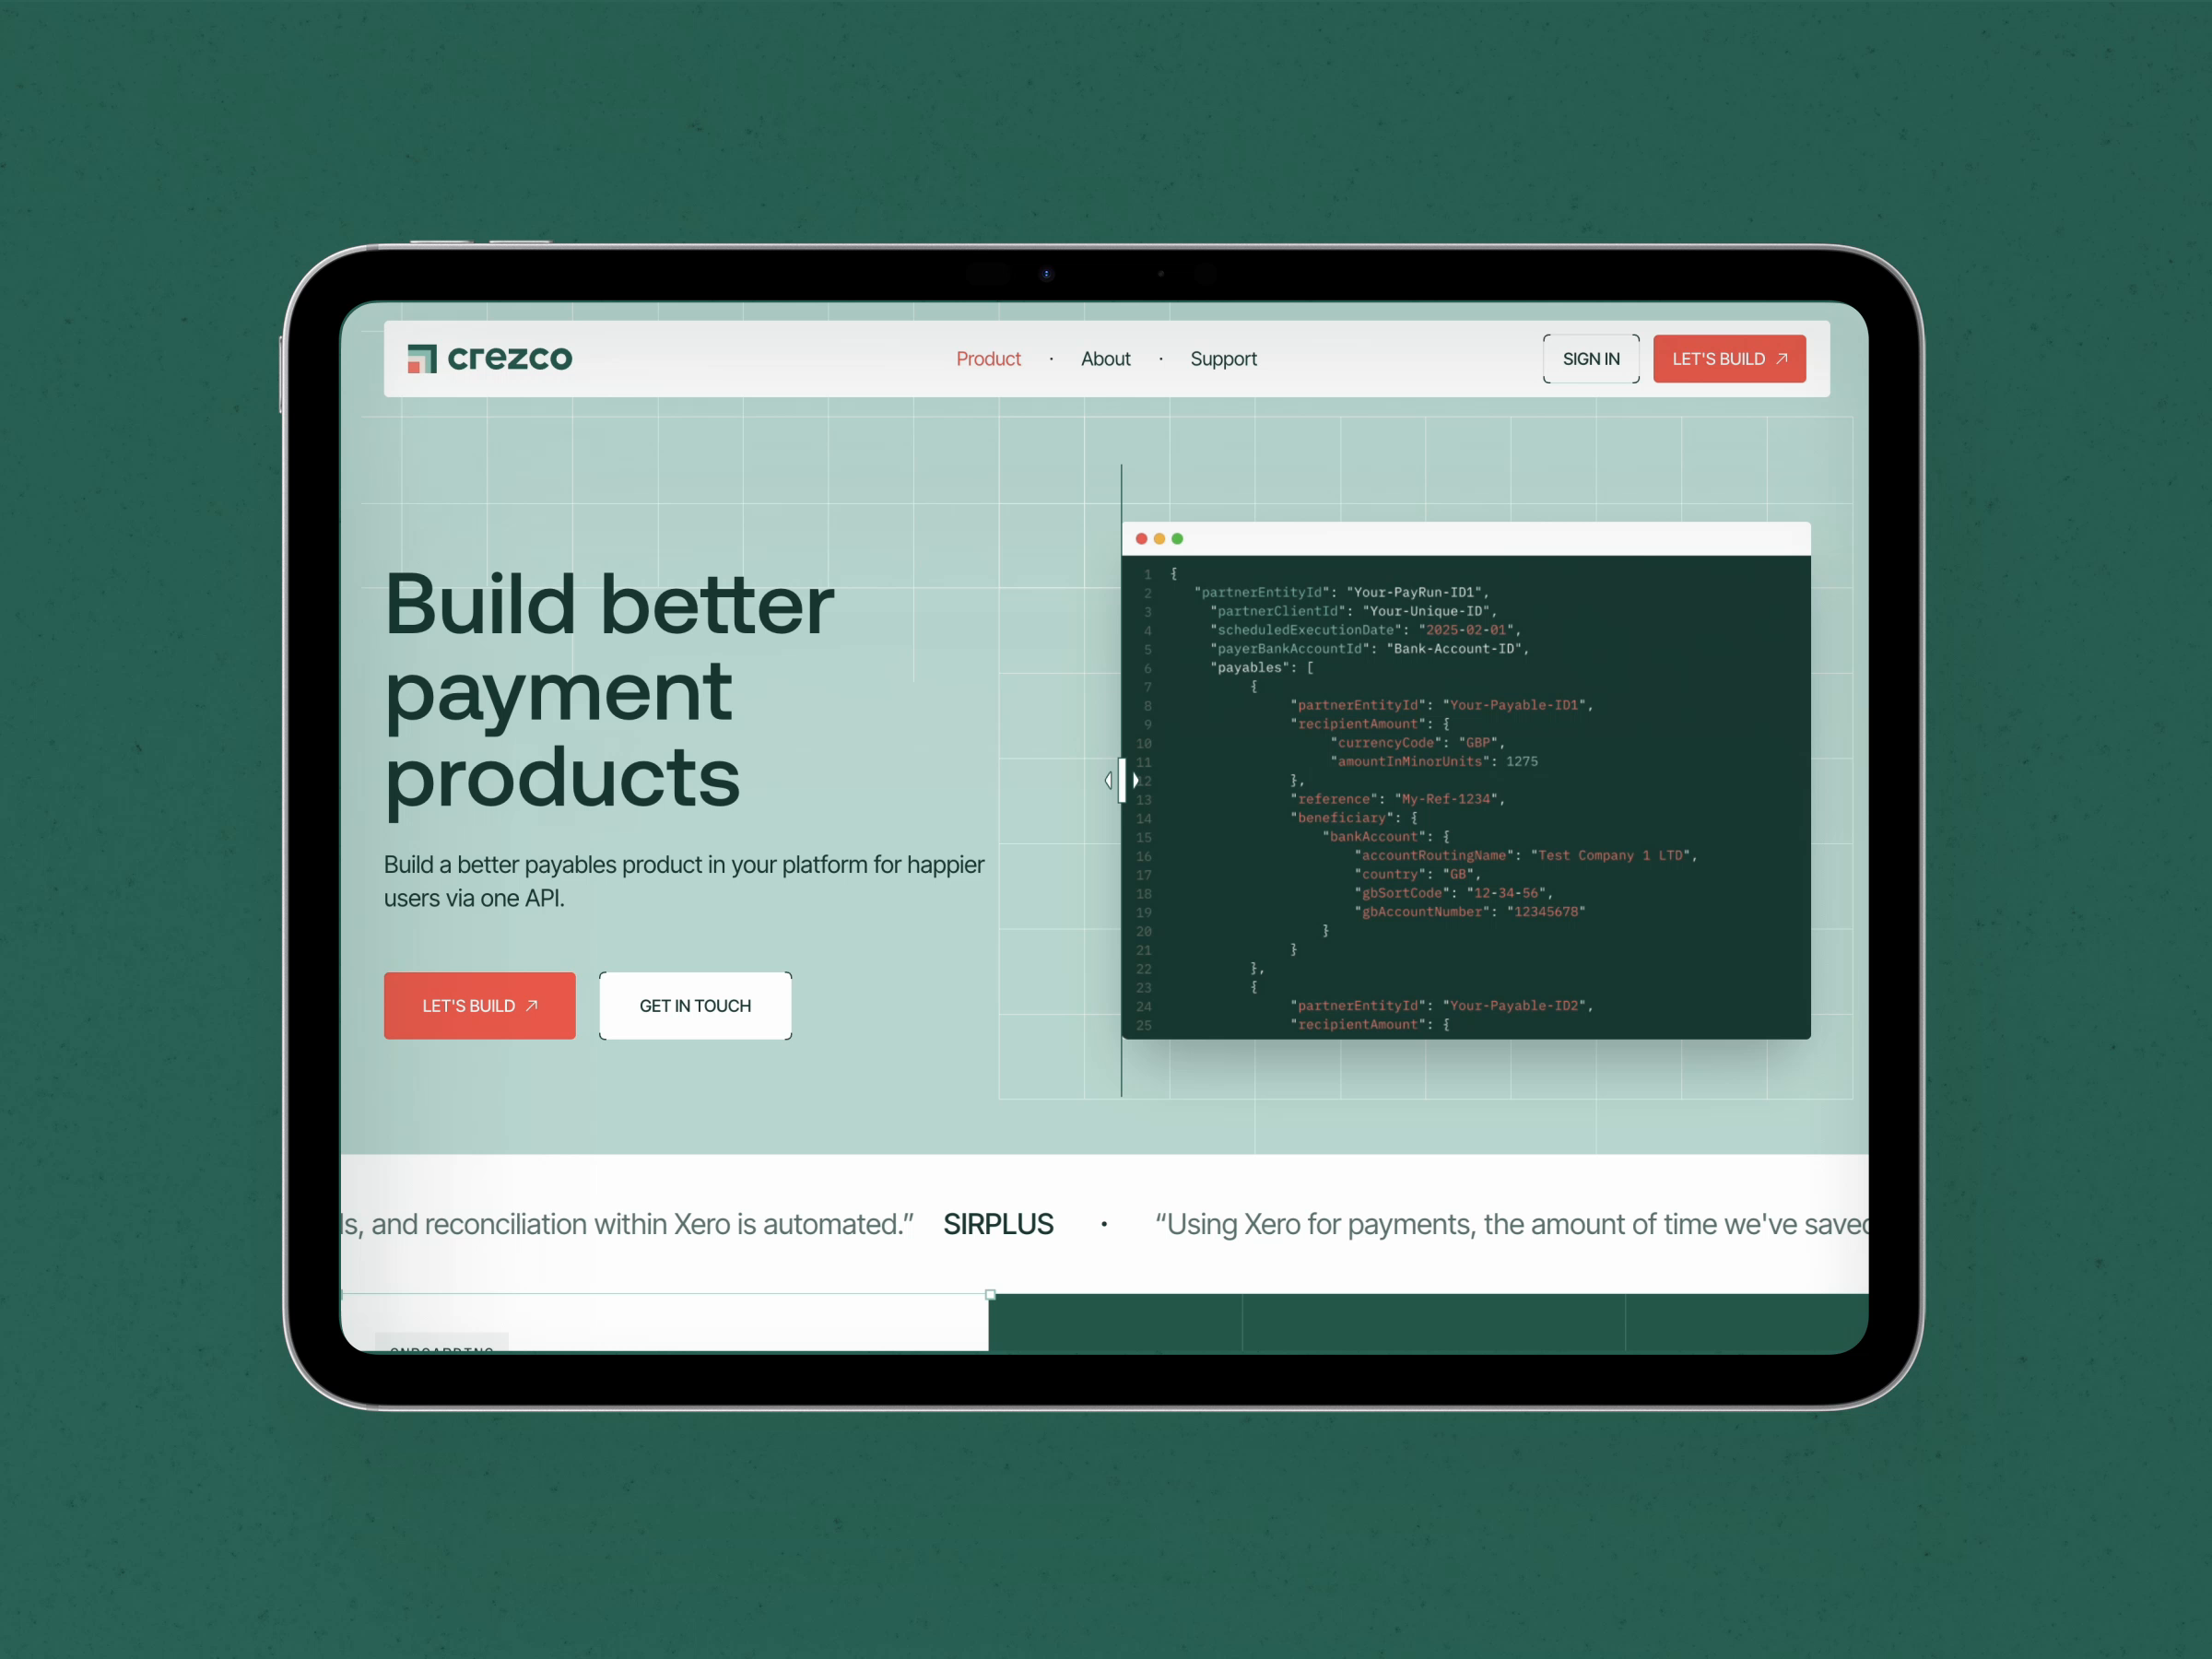 crezco
Product · About · Support
SIGN IN
LET'S BUILD ↗
Build better
payment
products
Build a better payables product in your platform for happier
users via one API.
LET'S BUILD ↗
GET IN TOUCH
1 {
2 "partnerEntityId": "Your-PayRun-ID1",
3 "partnerClientId": "Your-Unique-ID",
4 "scheduledExecutionDate": "2025-02-01",
5 "payerBankAccountId": "Bank-Account-ID",
6 "payables": [
7 {
8 "partnerEntityId": "Your-Payable-ID1",
9 "recipientAmount": {
10 "currencyCode": "GBP",
11 "amountInMinorUnits": 1275
12 },
13 "reference": "My-Ref-1234",
14 "beneficiary": {
15 "bankAccount": {
16 "accountRoutingName": "Test Company 1 LTD",
17 "country": "GB",
18 "gbSortCode": "12-34-56",
19 "gbAccountNumber": "12345678"
20 }
21 }
22 },
23 {
24 "partnerEntityId": "Your-Payable-ID2",
25 "recipientAmount": {
ls, and reconciliation within Xero is automated.” SIRPLUS · “Using Xero for payments, the amount of time we've saved
ONBOARDING